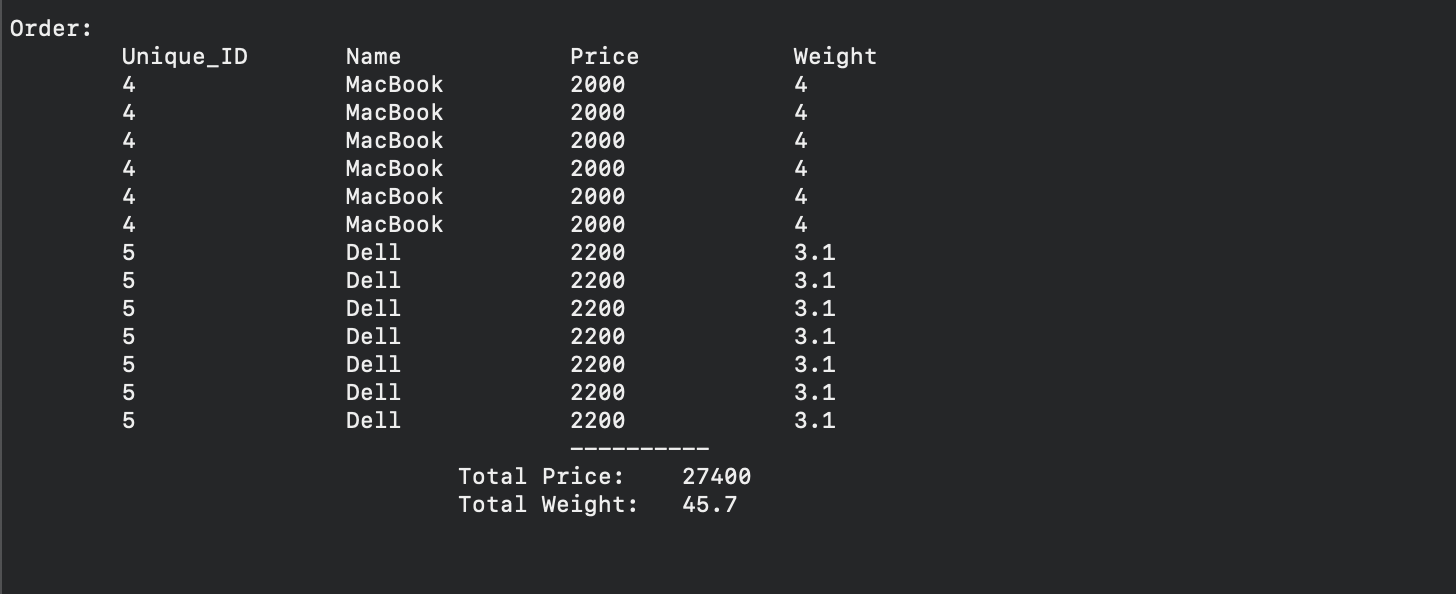 Order:
Unique_ID Name Price Weight
4 MacBook 2000 4
4 MacBook 2000 4
4 MacBook 2000 4
4 MacBook 2000 4
4 MacBook 2000 4
4 MacBook 2000 4
5 Dell 2200 3.1
5 Dell 2200 3.1
5 Dell 2200 3.1
5 Dell 2200 3.1
5 Dell 2200 3.1
5 Dell 2200 3.1
5 Dell 2200 3.1
----------
Total Price: 27400
Total Weight: 45.7